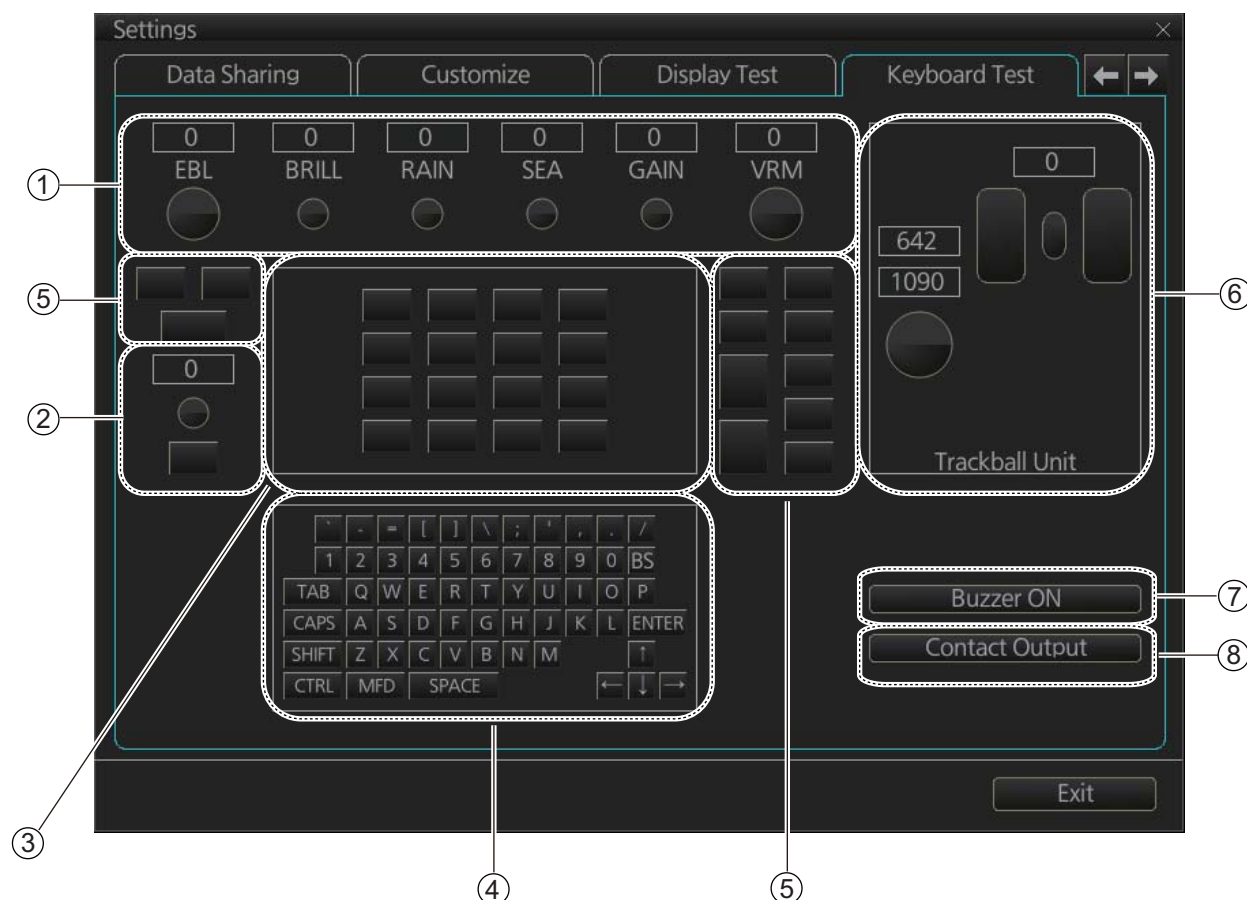 Settings
Data Sharing Customize Display Test Keyboard Test
0 0 0 0 0 0
EBL BRILL RAIN SEA GAIN VRM
0
642
1090
Trackball Unit
0
` - = [ ] \ ; ' , . /
1 2 3 4 5 6 7 8 9 0 BS
TAB Q W E R T Y U I O P
CAPS A S D F G H J K L ENTER
SHIFT Z X C V B N M ↑
CTRL MFD SPACE ← ↓ →
Buzzer ON
Contact Output
Exit
①
⑤
②
③
④
⑤
⑥
⑦
⑧